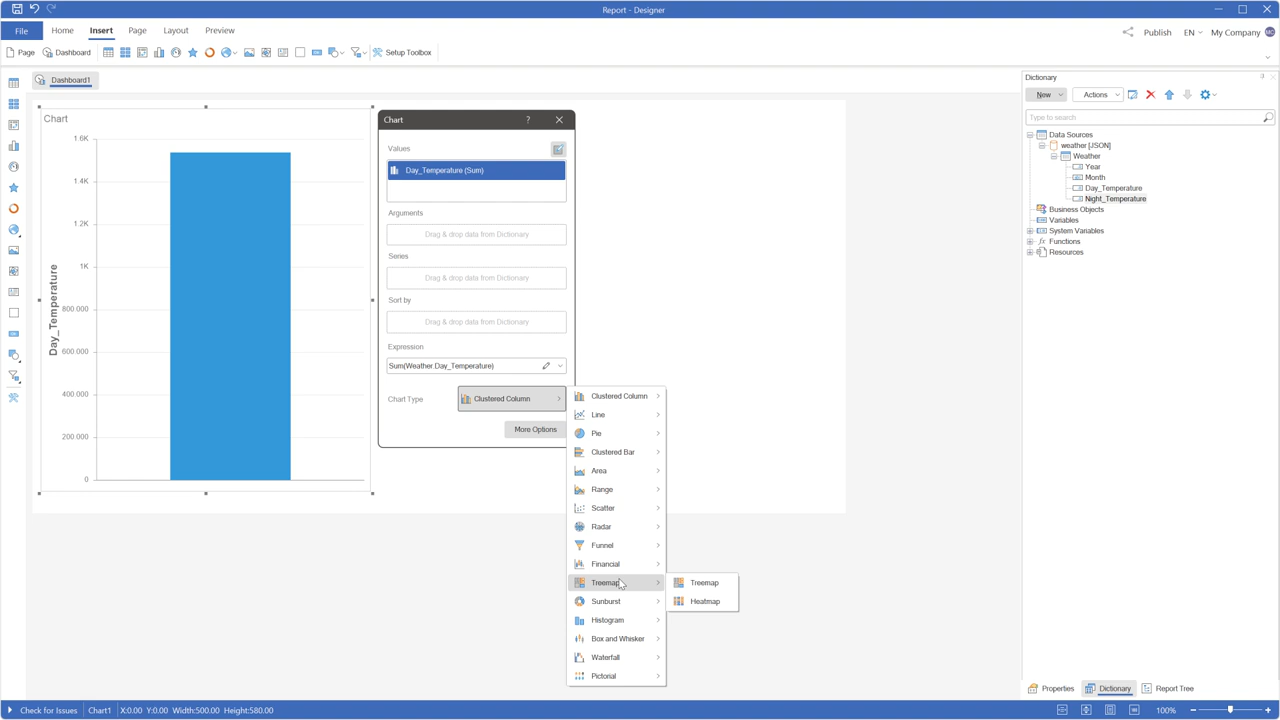 Report - Designer
File
Home
Insert
Page
Layout
Preview
Publish
EN
My Company
MC
Page
Dashboard
Setup Toolbox
Dashboard1
Dictionary
New
Actions
Type to search
Data Sources
weather [JSON]
Weather
Year
Month
Day_Temperature
Night_Temperature
Business Objects
Variables
System Variables
Functions
Resources
Chart
1.6K
1.4K
1.2K
1K
800.000
600 000
400.000
200 000
0
Day_Temperature
Chart
?
Values
Day_Temperature (Sum)
Arguments
Drag & drop data from Dictionary
Series
Drag & drop data from Dictionary
Sort by
Drag & drop data from Dictionary
Expression
Sum(Weather Day_Temperature)
Chart Type
Clustered Column
More Options
Clustered Column
Line
Pie
Clustered Bar
Area
Range
Scatter
Radar
Funnel
Financial
Treemap
Sunburst
Histogram
Box and Whisker
Waterfall
Pictorial
Treemap
Heatmap
Properties
Dictionary
Report Tree
Check for Issues
Chart1
X:0.00 Y:0.00 Width:500.00 Height:580.00
100%